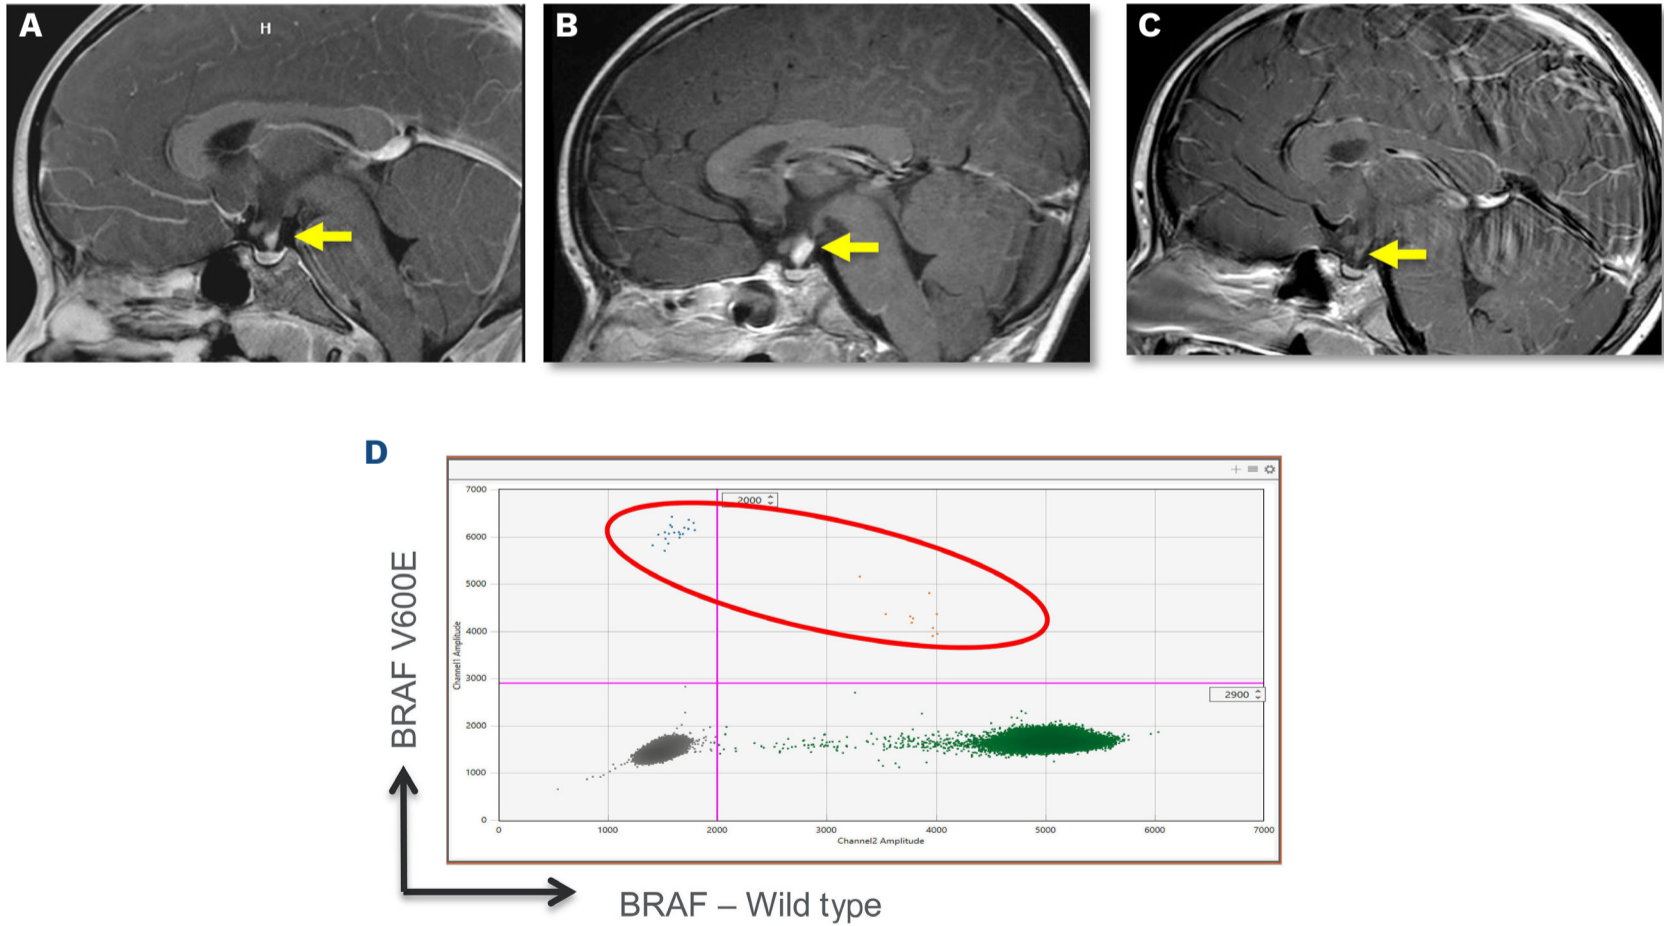 A
H
B
C
D
7000
2000
6000
5000
4000
3000
2900
2000
1000
0
0 1000 2000 3000 4000 5000 6000 7000
Channel1 Amplitude
Channel2 Amplitude
BRAF V600E
BRAF – Wild type